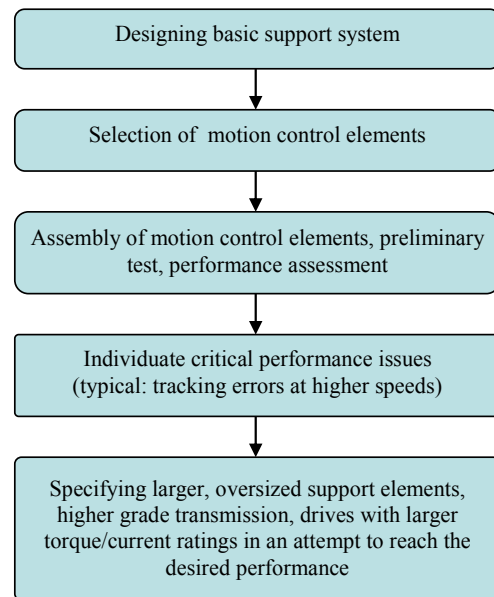 Designing basic support system
Selection of motion control elements
Assembly of motion control elements, preliminary
test, performance assessment
Individuate critical performance issues
(typical: tracking errors at higher speeds)
Specifying larger, oversized support elements,
higher grade transmission, drives with larger
torque/current ratings in an attempt to reach the
desired performance